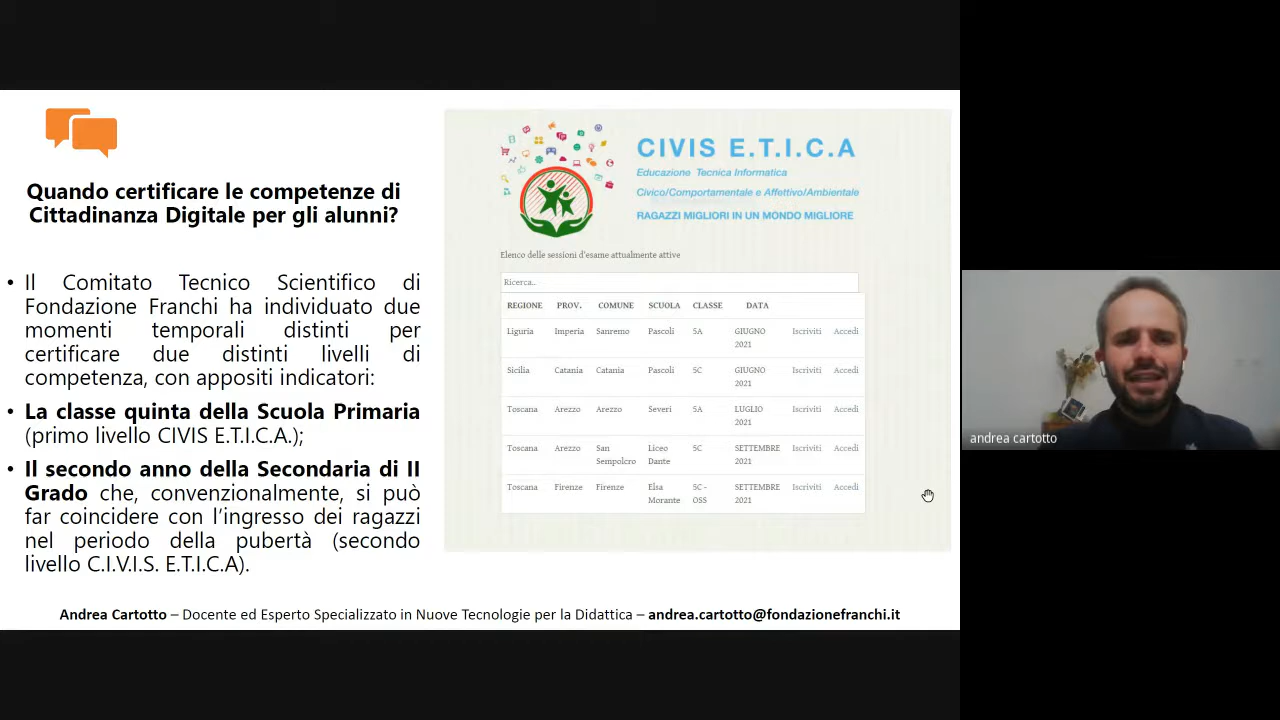 Quando certificare le competenze di
Cittadinanza Digitale per gli alunni?
• Il Comitato Tecnico Scientifico di
Fondazione Franchi ha individuato due
momenti temporali distinti per
certificare due distinti livelli di
competenza, con appositi indicatori:
• La classe quinta della Scuola Primaria
(primo livello CIVIS E.T.I.C.A.);
• Il secondo anno della Secondaria di II
Grado che, convenzionalmente, si può
far coincidere con l'ingresso dei ragazzi
nel periodo della pubertà (secondo
livello C.I.V.I.S. E.T.I.C.A).
CIVIS E.T.I.C.A
Educazione Tecnica Informatica
Civico/Comportamentale e Affettivo/Ambientale
RAGAZZI MIGLIORI IN UN MONDO MIGLIORE
Elenco delle sessioni d'esame attualmente attive
Ricerca...
REGIONE PROV. COMUNE SCUOLA CLASSE DATA
Liguria Imperia Sanremo Pascoli 5A GIUGNO 2021 Iscriviti Accedi
Sicilia Catania Catania Pascoli 5C GIUGNO 2021 Iscriviti Accedi
Toscana Arezzo Arezzo Severi 5A LUGLIO 2021 Iscriviti Accedi
Toscana Arezzo San Sempolcro Liceo Dante 5C SETTEMBRE 2021 Iscriviti Accedi
Toscana Firenze Firenze Elsa Morante 5C - OSS SETTEMBRE 2021 Iscriviti Accedi
Andrea Cartotto – Docente ed Esperto Specializzato in Nuove Tecnologie per la Didattica – andrea.cartotto@fondazionefranchi.it
andrea cartotto